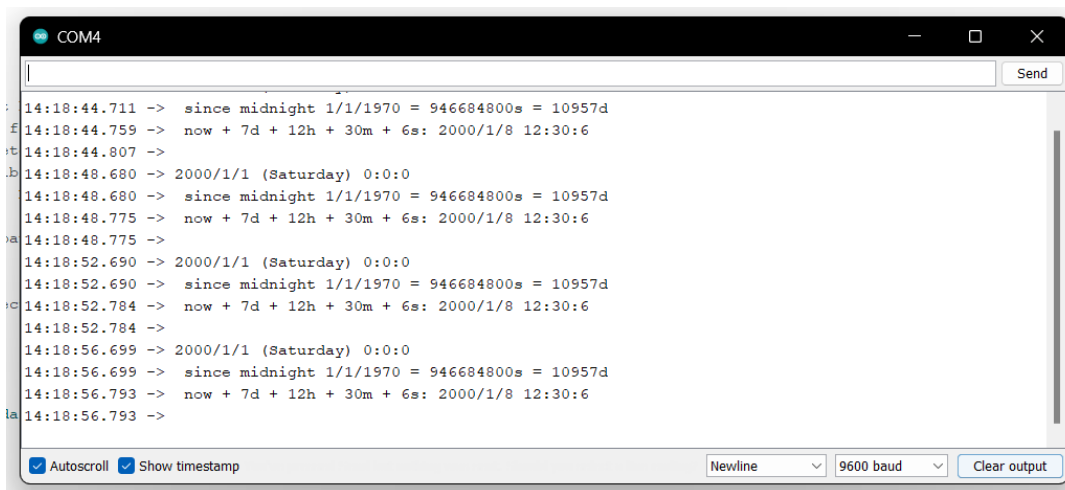 COM4
Send
14:18:44.711 ->  since midnight 1/1/1970 = 946684800s = 10957d
14:18:44.759 ->  now + 7d + 12h + 30m + 6s: 2000/1/8 12:30:6
14:18:44.807 ->
14:18:48.680 -> 2000/1/1 (Saturday) 0:0:0
14:18:48.680 ->  since midnight 1/1/1970 = 946684800s = 10957d
14:18:48.775 ->  now + 7d + 12h + 30m + 6s: 2000/1/8 12:30:6
14:18:48.775 ->
14:18:52.690 -> 2000/1/1 (Saturday) 0:0:0
14:18:52.690 ->  since midnight 1/1/1970 = 946684800s = 10957d
14:18:52.784 ->  now + 7d + 12h + 30m + 6s: 2000/1/8 12:30:6
14:18:52.784 ->
14:18:56.699 -> 2000/1/1 (Saturday) 0:0:0
14:18:56.699 ->  since midnight 1/1/1970 = 946684800s = 10957d
14:18:56.793 ->  now + 7d + 12h + 30m + 6s: 2000/1/8 12:30:6
14:18:56.793 ->
Autoscroll Show timestamp Newline 9600 baud Clear output